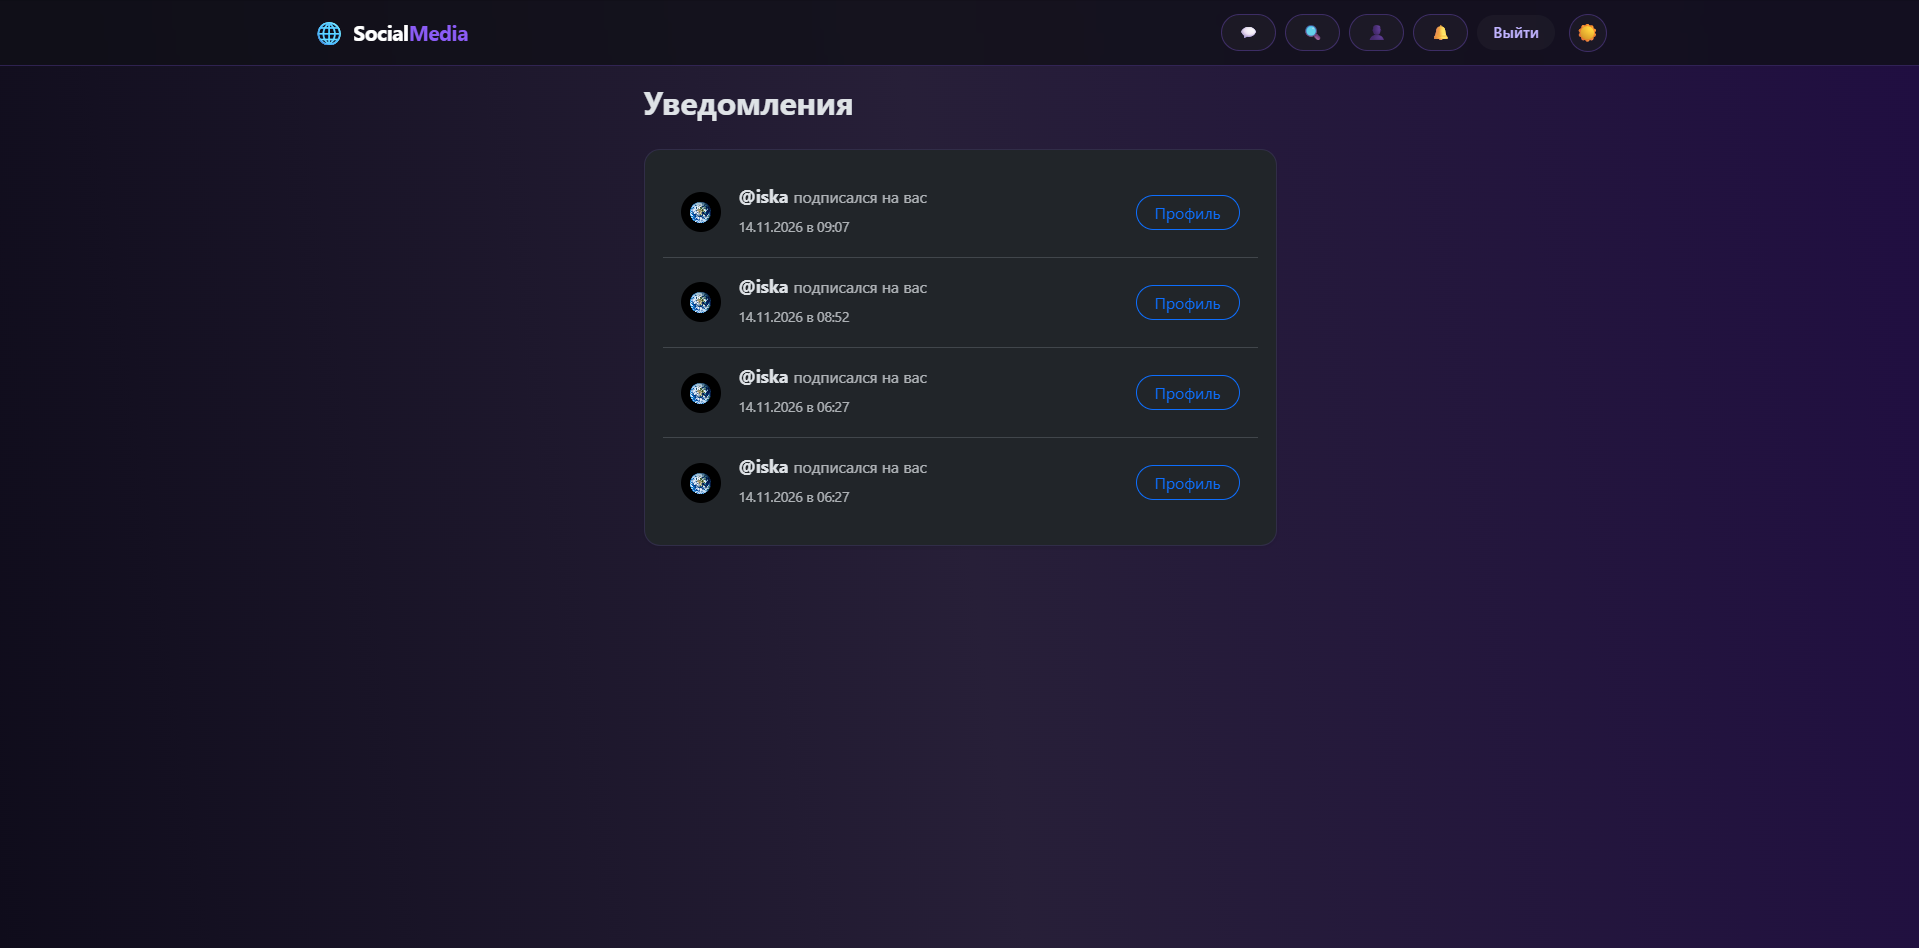 SocialMedia
Выйти
Уведомления
@iska подписался на вас
14.11.2026 в 09:07
Профиль
@iska подписался на вас
14.11.2026 в 08:52
Профиль
@iska подписался на вас
14.11.2026 в 06:27
Профиль
@iska подписался на вас
14.11.2026 в 06:27
Профиль